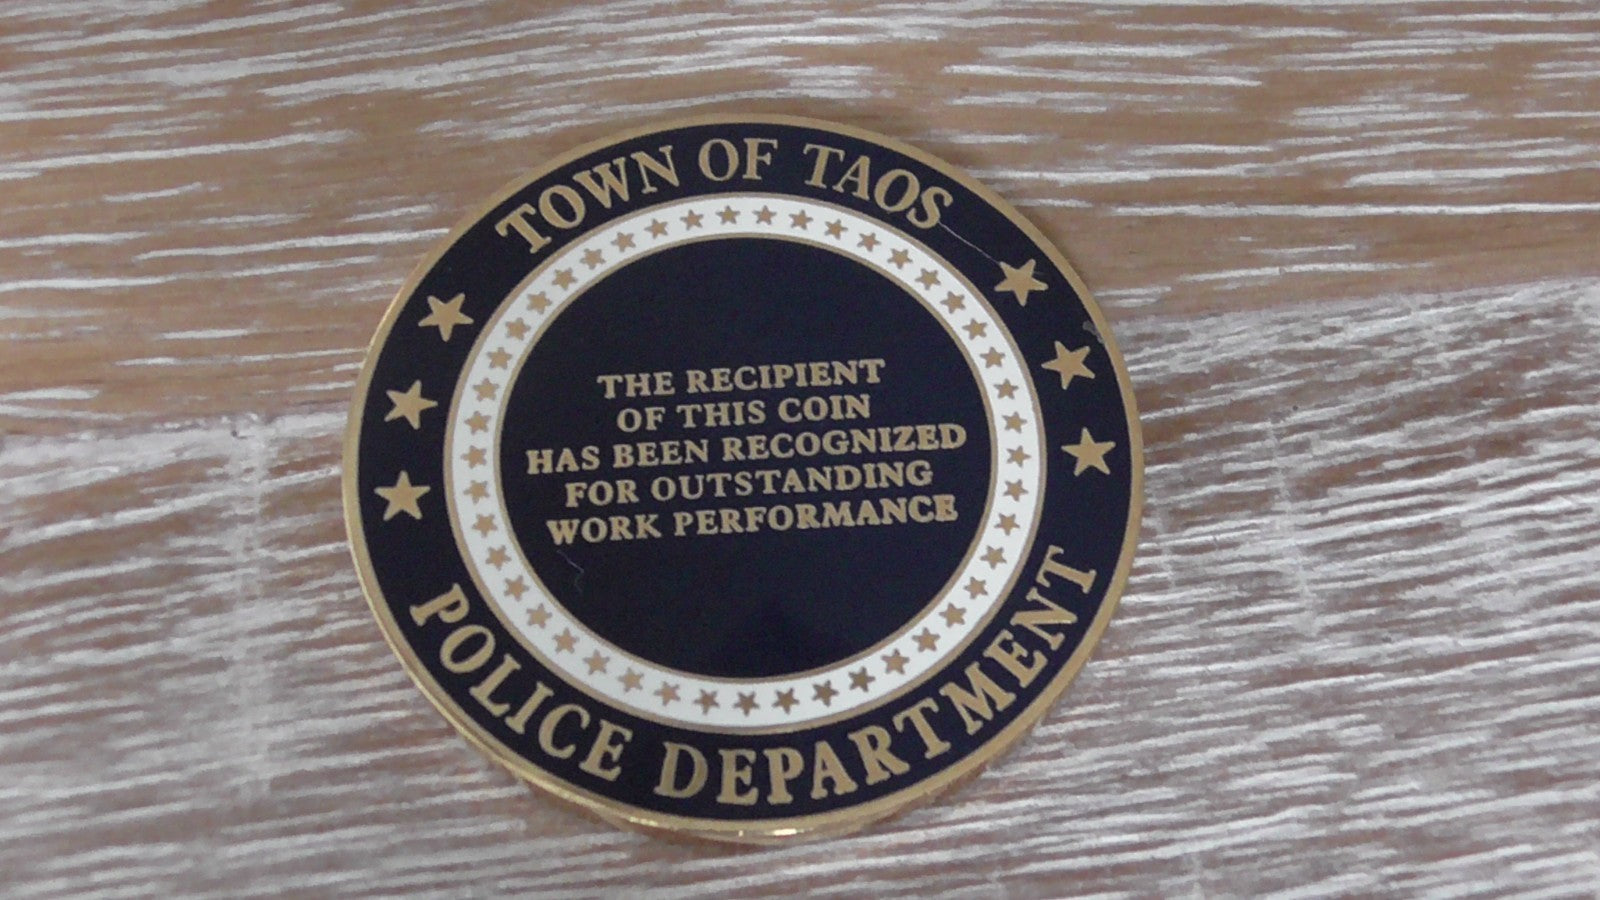 TOWN OF TAOS
THE RECIPIENT
OF THIS COIN
HAS BEEN RECOGNIZED
FOR OUTSTANDING
WORK PERFORMANCE
POLICE DEPARTMENT